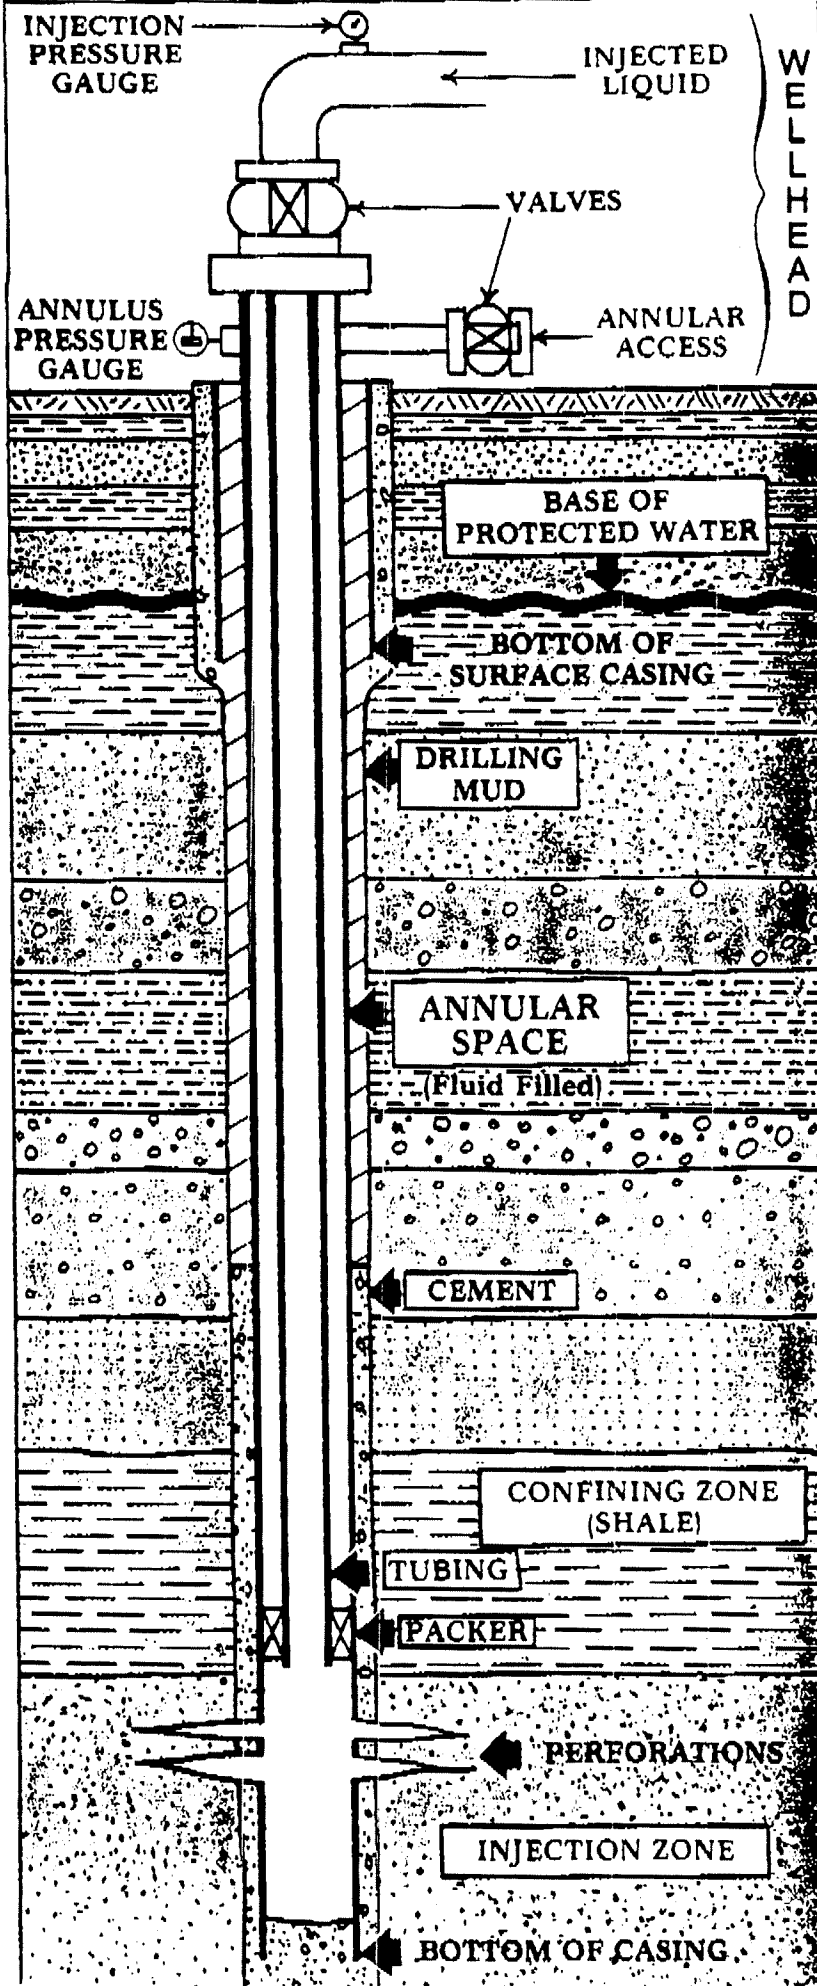 INJECTION
PRESSURE
GAUGE
INJECTED
LIQUID
WELLHEAD
VALVES
ANNULUS
PRESSURE
GAUGE
ANNULAR
ACCESS
BASE OF
PROTECTED WATER
BOTTOM OF
SURFACE CASING
DRILLING
MUD
ANNULAR
SPACE
(Fluid Filled)
CEMENT
CONFINING ZONE
(SHALE)
TUBING
PACKER
PERFORATIONS
INJECTION ZONE
BOTTOM OF CASING